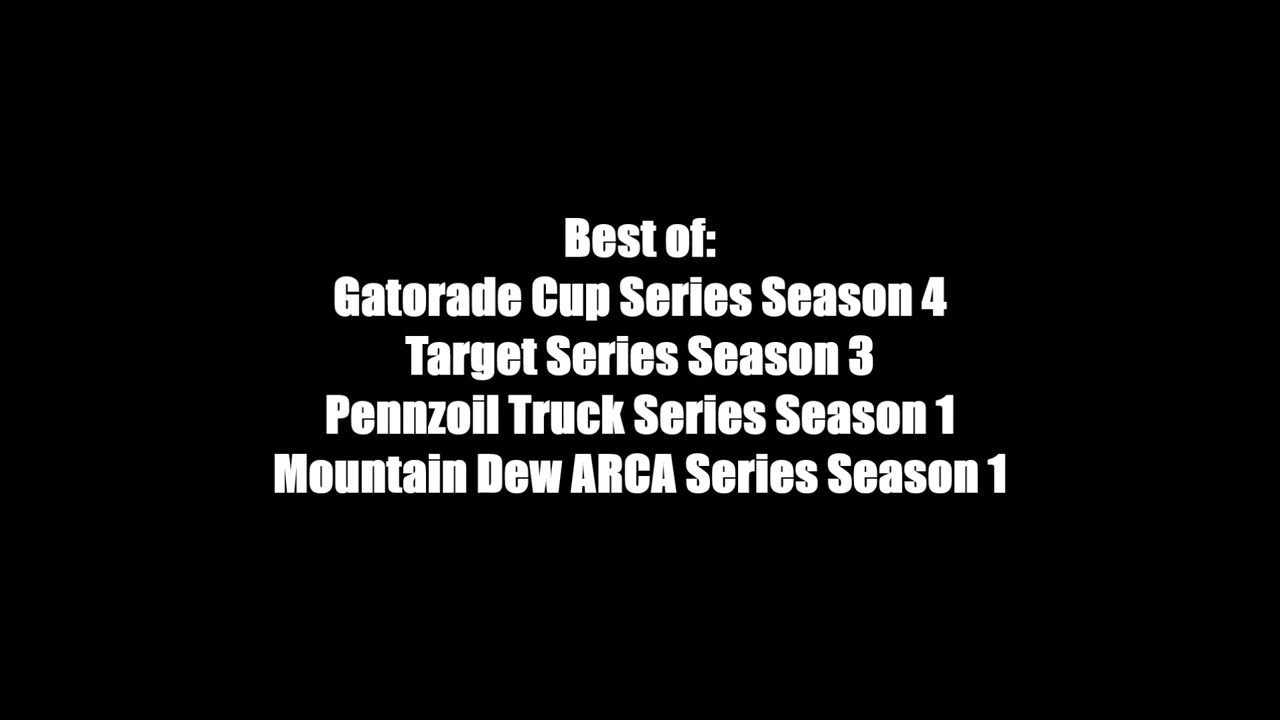 Best of:
Gatorade Cup Series Season 4
Target Series Season 3
Pennzoil Truck Series Season 1
Mountain Dew ARCA Series Season 1